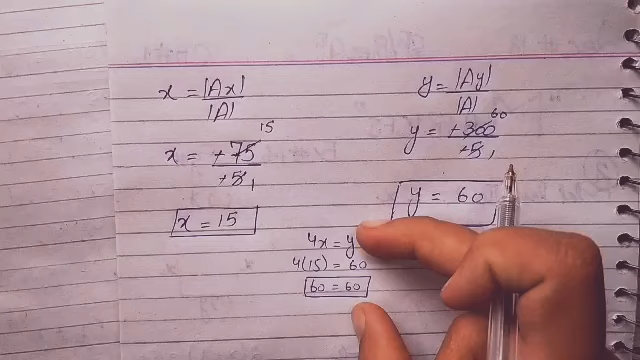 x = |Ax|
|A|
x = +75 15
+5 1
x = 15
y = |Ay|
|A|
y = +300 60
+5 1
y = 60
4x = y
4(15) = 60
60 = 60